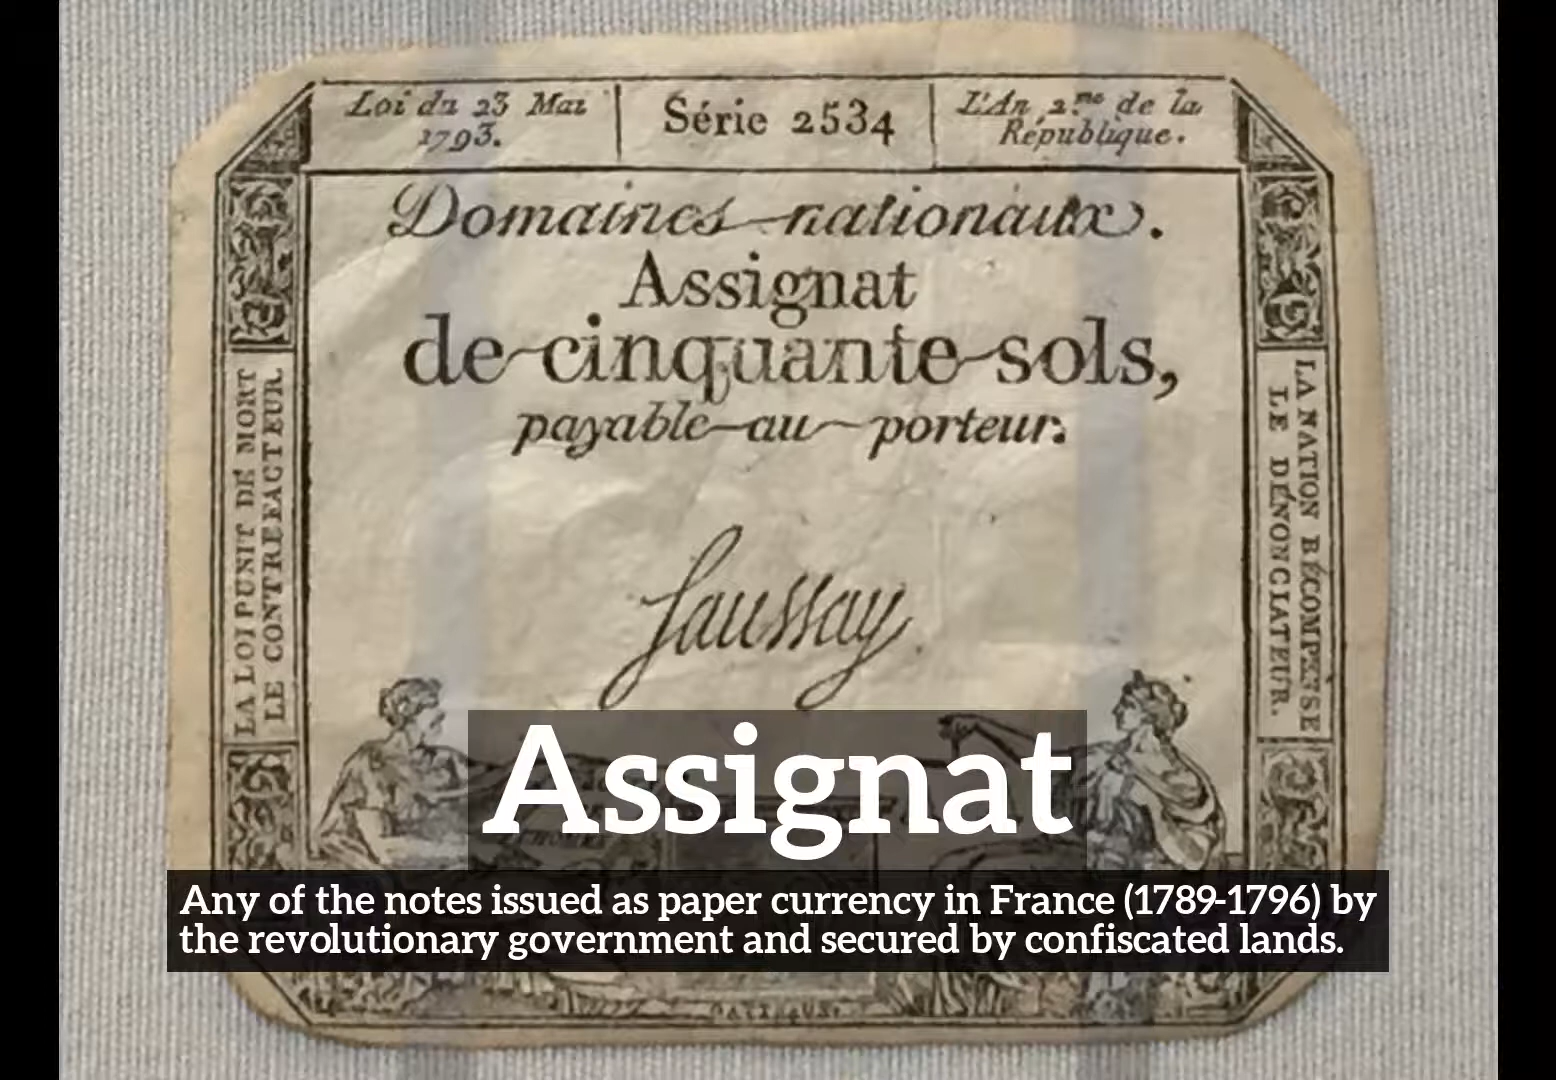 Loi du 23 Mai
1793.
Série 2534
L'An 2.me de la
République.
Domaines nationaux.
Assignat
de cinquante sols,
payable au porteur.
LA LOI PUNIT DE MORT
LE CONTREFACTEUR
LA NATION RÉCOMPENSE
LE DÉNONCIATEUR.
Saussay
Assignat
Any of the notes issued as paper currency in France (1789-1796) by
the revolutionary government and secured by confiscated lands.